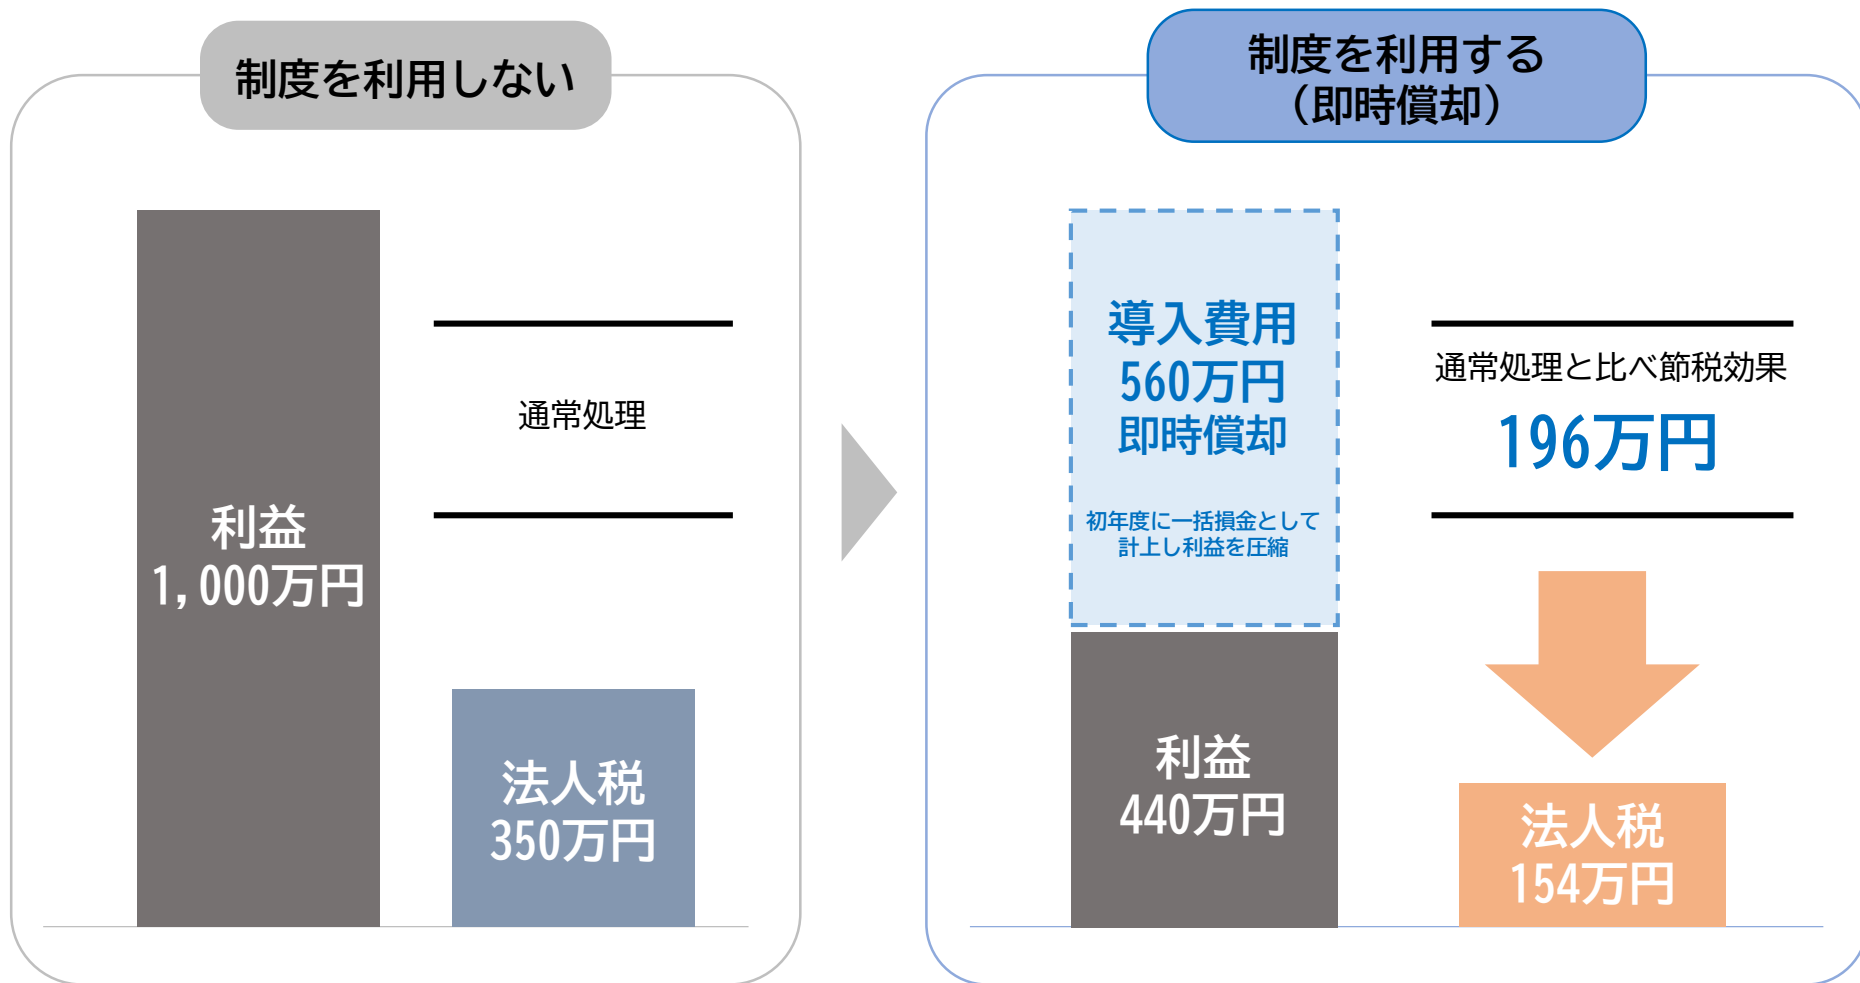 制度を利用しない
通常処理
利益
1,000万円
法人税
350万円
制度を利用する
（即時償却）
導入費用
560万円
即時償却
初年度に一括損金として
計上し利益を圧縮
利益
440万円
通常処理と比べ節税効果
196万円
法人税
154万円